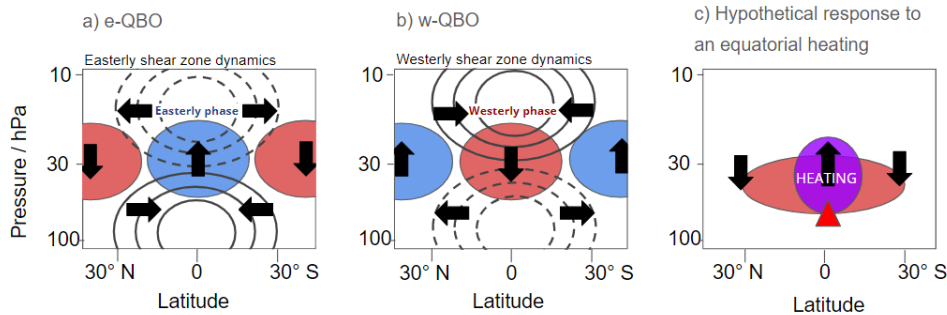 a) e-QBO
b) w-QBO
c) Hypothetical response to
an equatorial heating
Easterly shear zone dynamics
Westerly shear zone dynamics
Pressure / hPa
10
30
100
Easterly phase
30° N
0
30° S
Latitude
10
30
100
Westerly phase
30° N
0
30° S
Latitude
10
30
100
HEATING
30° N
0
30° S
Latitude